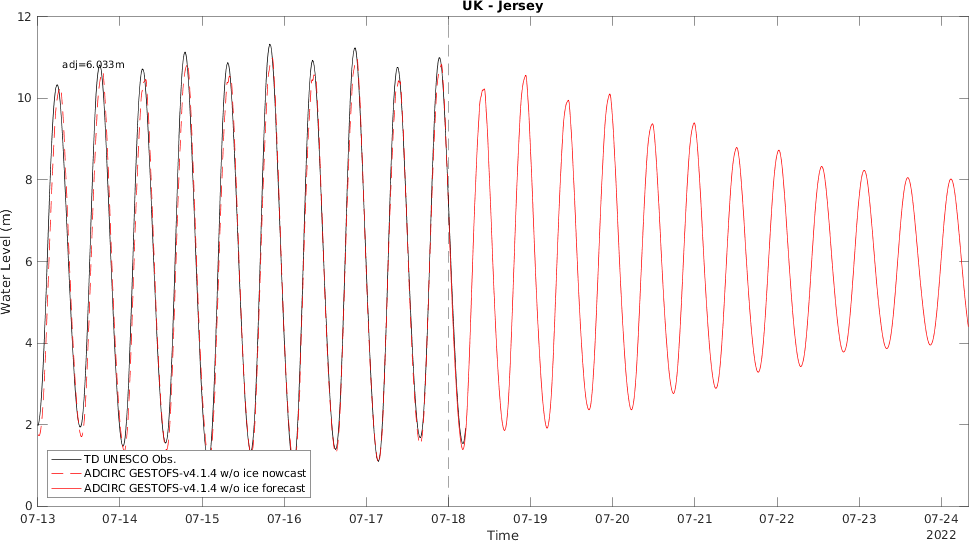 UK - Jersey
12
adj=6.033m
10
8
6
4
2
0
Water Level (m)
TD UNESCO Obs.
ADCIRC GESTOFS-v4.1.4 w/o ice nowcast
ADCIRC GESTOFS-v4.1.4 w/o ice forecast
07-13 07-14 07-15 07-16 07-17 07-18 07-19 07-20 07-21 07-22 07-23 07-24
Time
2022